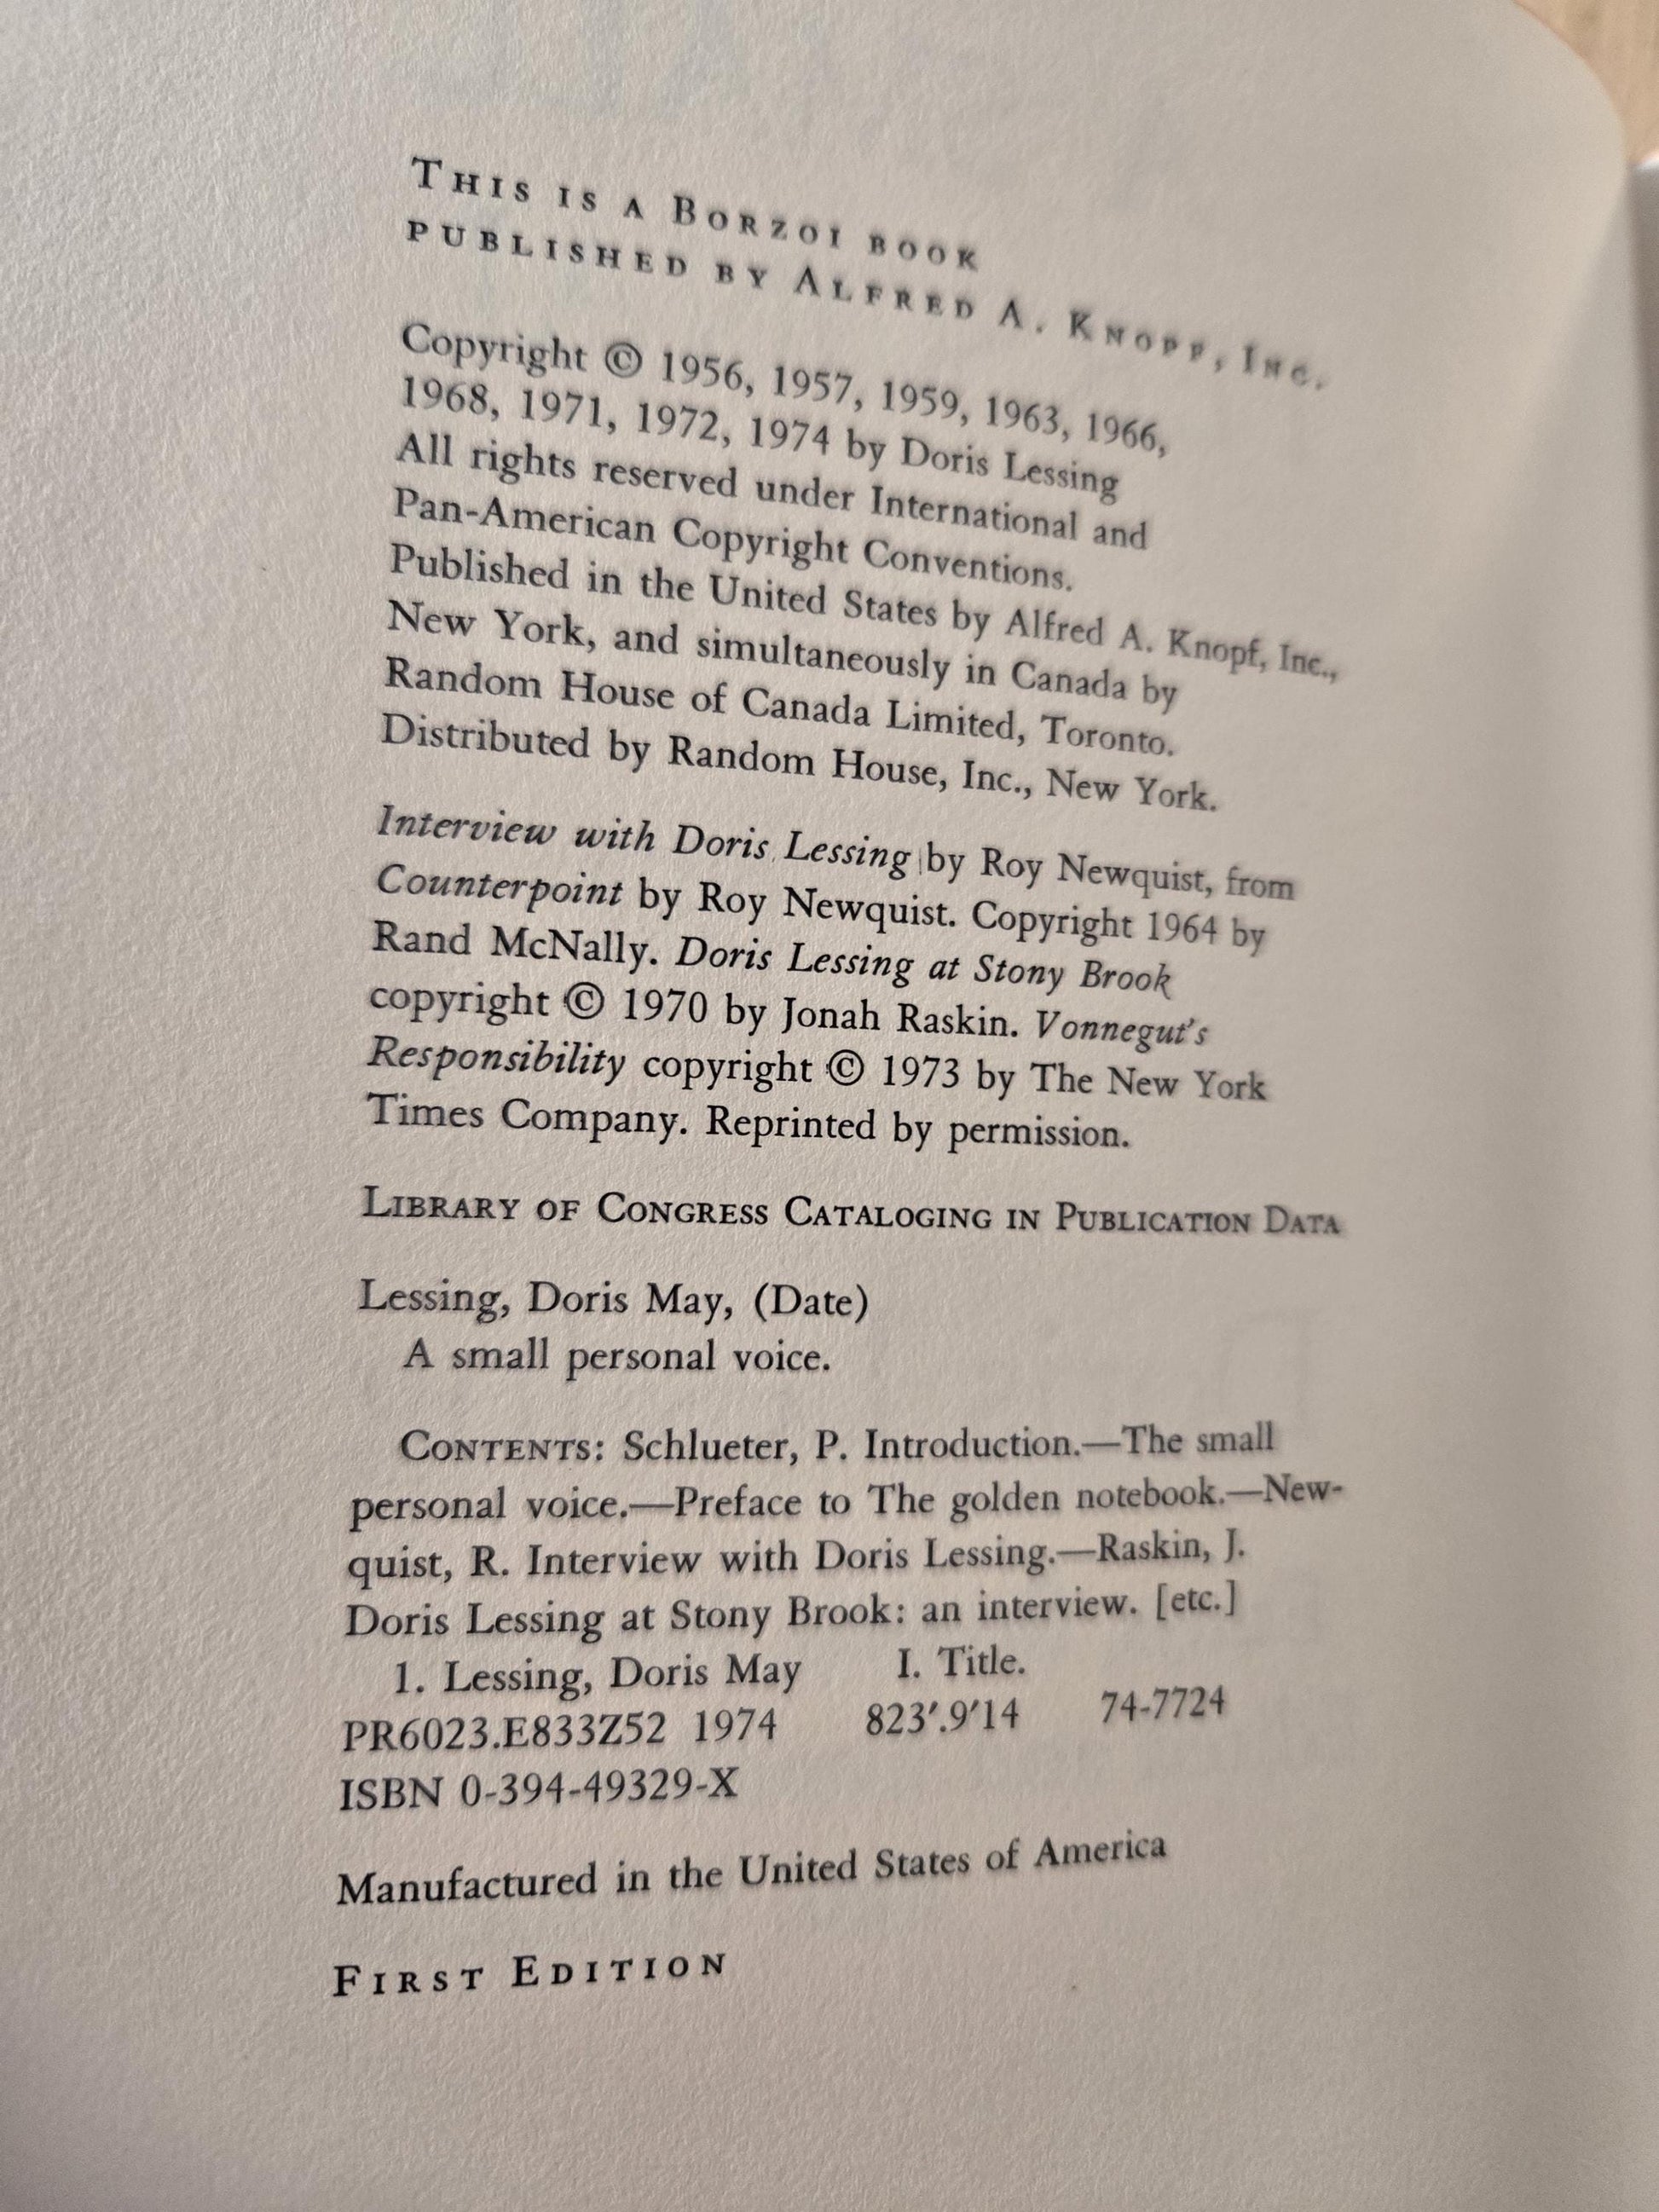 THIS IS A BORZOI BOOK
PUBLISHED BY ALFRED A. KNOPF, INC.
Copyright © 1956, 1957, 1959, 1963, 1966,
1968, 1971, 1972, 1974 by Doris Lessing
All rights reserved under International and
Pan-American Copyright Conventions.
Published in the United States by Alfred A. Knopf, Inc.,
New York, and simultaneously in Canada by
Random House of Canada Limited, Toronto.
Distributed by Random House, Inc., New York.
Interview with Doris Lessing by Roy Newquist, from
Counterpoint by Roy Newquist. Copyright 1964 by
Rand McNally. Doris Lessing at Stony Brook
copyright © 1970 by Jonah Raskin. Vonnegut's
Responsibility copyright © 1973 by The New York
Times Company. Reprinted by permission.
LIBRARY OF CONGRESS CATALOGING IN PUBLICATION DATA
Lessing, Doris May, (Date)
A small personal voice.
CONTENTS: Schlueter, P. Introduction.—The small
personal voice.—Preface to The golden notebook.—New-
quist, R. Interview with Doris Lessing.—Raskin, J.
Doris Lessing at Stony Brook: an interview. [etc.]
1. Lessing, Doris May I. Title.
PR6023.E833Z52 1974 823′.9′14 74-7724
ISBN 0-394-49329-X
Manufactured in the United States of America
FIRST EDITION